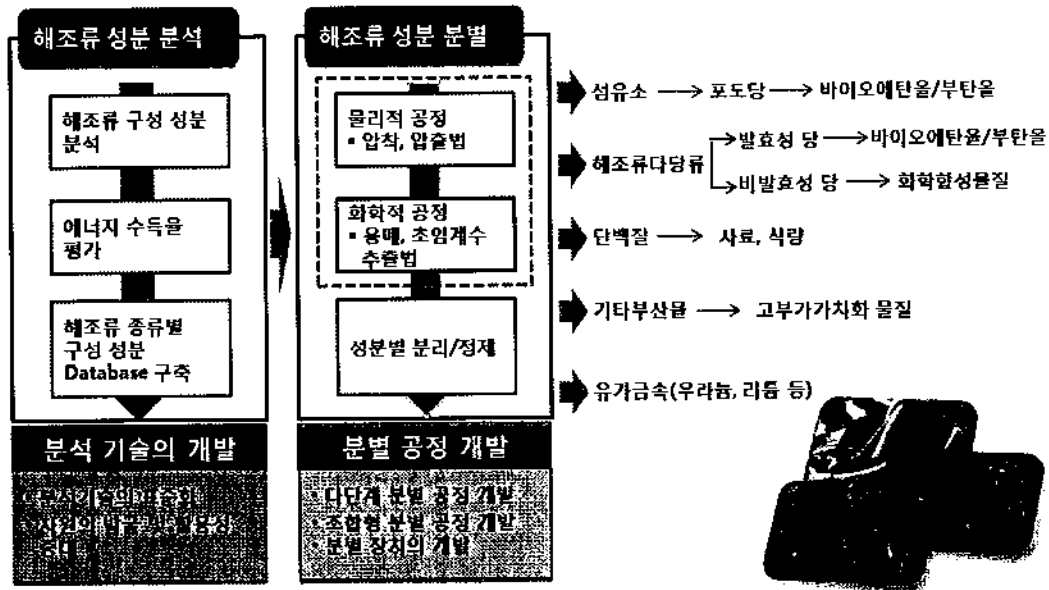 해조류 성분 분석
해조류 구성 성분
분석
에너지 수득율
평가
해조류 종류별
구성 성분
Database 구축
분석 기술의 개발
해조류 성분 분별
물리적 공정
▪ 압착, 압출법
화학적 공정
▪ 용매, 초임계수
추출법
성분별 분리/정제
분별 공정 개발
· 다단계 분별 공정 개발
· 조합형 분별 공정 개발
· 분별 장치의 개발
섬유소 → 포도당 → 바이오에탄올/부탄올
해조류다당류
발효성 당 → 바이오에탄올/부탄올
비발효성 당 → 화학합성물질
단백질 → 사료, 식량
기타부산물 → 고부가가치화 물질
유가금속(우라늄, 리튬 등)